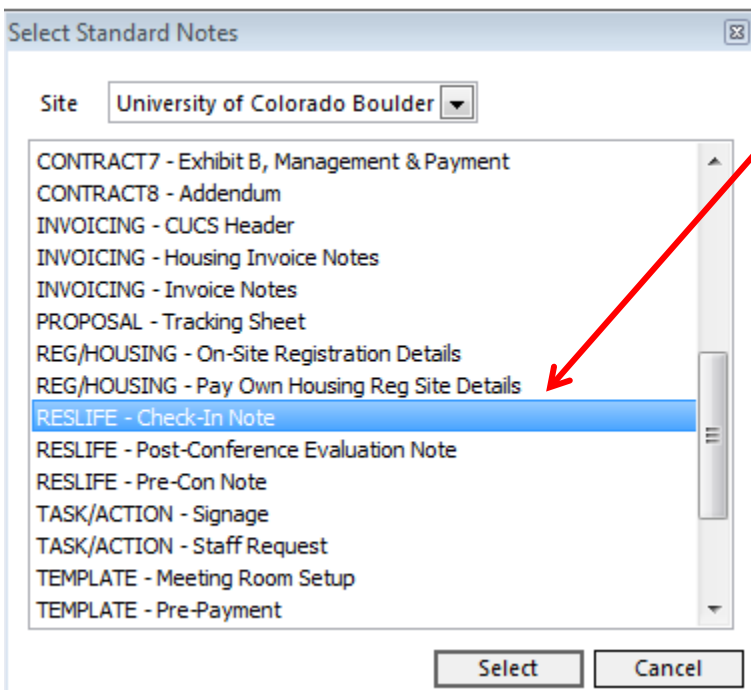 Select Standard Notes
Site University of Colorado Boulder
CONTRACT7 - Exhibit B, Management & Payment
CONTRACT8 - Addendum
INVOICING - CUCS Header
INVOICING - Housing Invoice Notes
INVOICING - Invoice Notes
PROPOSAL - Tracking Sheet
REG/HOUSING - On-Site Registration Details
REG/HOUSING - Pay Own Housing Reg Site Details
RESLIFE - Check-In Note
RESLIFE - Post-Conference Evaluation Note
RESLIFE - Pre-Con Note
TASK/ACTION - Signage
TASK/ACTION - Staff Request
TEMPLATE - Meeting Room Setup
TEMPLATE - Pre-Payment
Select Cancel